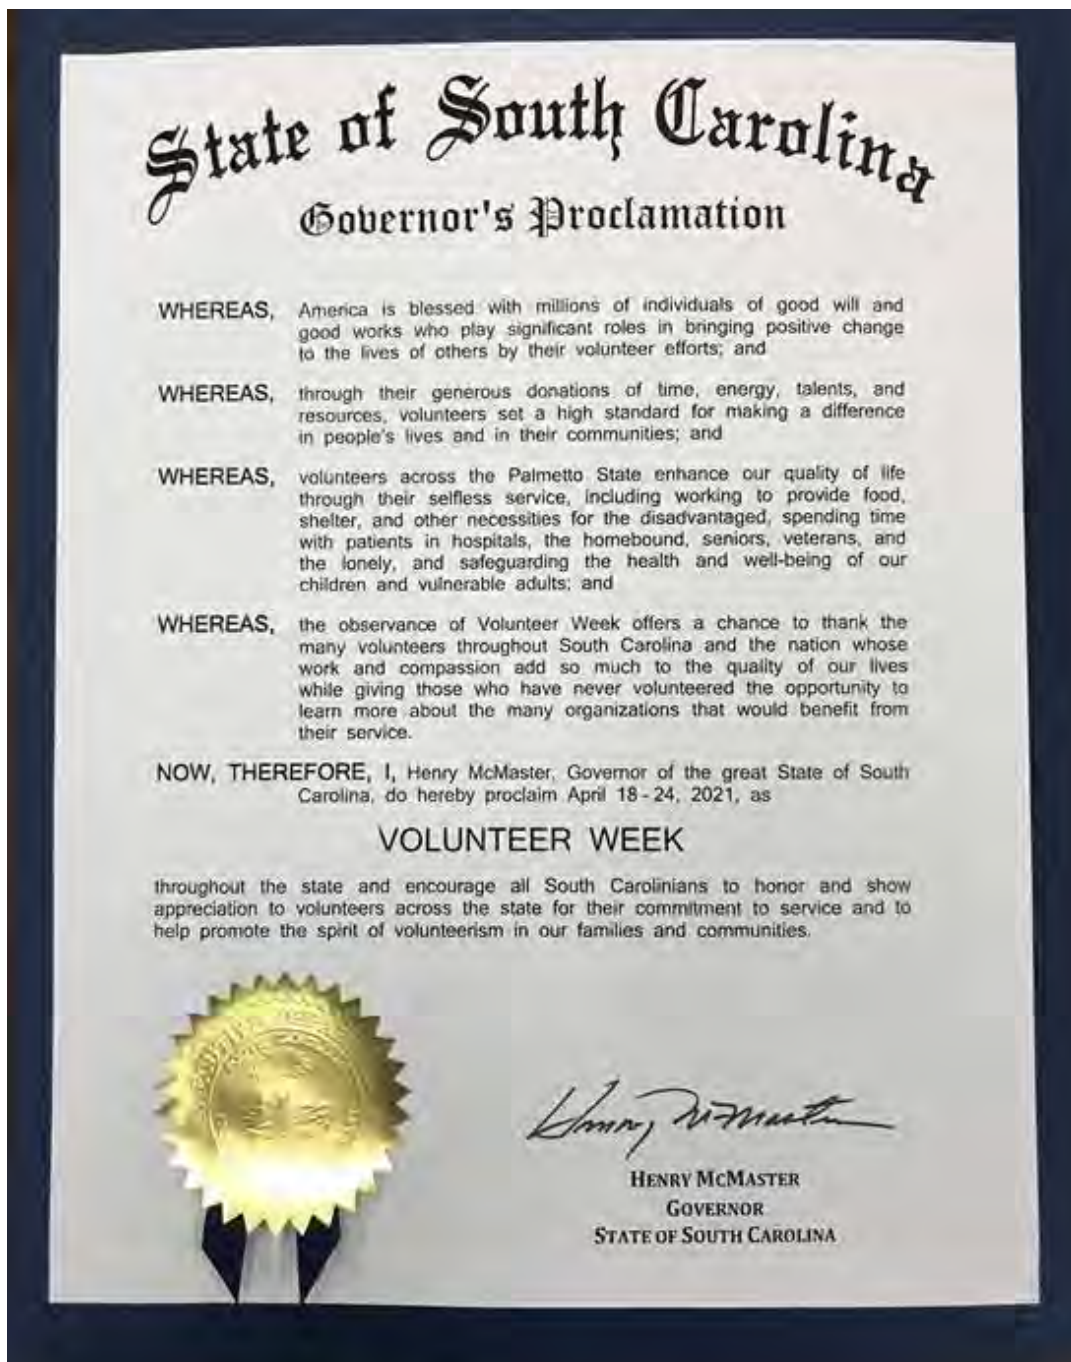 State of South Carolina
Governor's Proclamation
WHEREAS, America is blessed with millions of individuals of good will and
good works who play significant roles in bringing positive change
to the lives of others by their volunteer efforts; and
WHEREAS, through their generous donations of time, energy, talents, and
resources, volunteers set a high standard for making a difference
in people's lives and in their communities; and
WHEREAS, volunteers across the Palmetto State enhance our quality of life
through their selfless service, including working to provide food,
shelter, and other necessities for the disadvantaged, spending time
with patients in hospitals, the homebound, seniors, veterans, and
the lonely, and safeguarding the health and well-being of our
children and vulnerable adults; and
WHEREAS, the observance of Volunteer Week offers a chance to thank the
many volunteers throughout South Carolina and the nation whose
work and compassion add so much to the quality of our lives
while giving those who have never volunteered the opportunity to
learn more about the many organizations that would benefit from
their service.
NOW, THEREFORE, I, Henry McMaster, Governor of the great State of South
Carolina, do hereby proclaim April 18 - 24, 2021, as
VOLUNTEER WEEK
throughout the state and encourage all South Carolinians to honor and show
appreciation to volunteers across the state for their commitment to service and to
help promote the spirit of volunteerism in our families and communities.
Henry McMaster
HENRY MCMASTER
GOVERNOR
STATE OF SOUTH CAROLINA